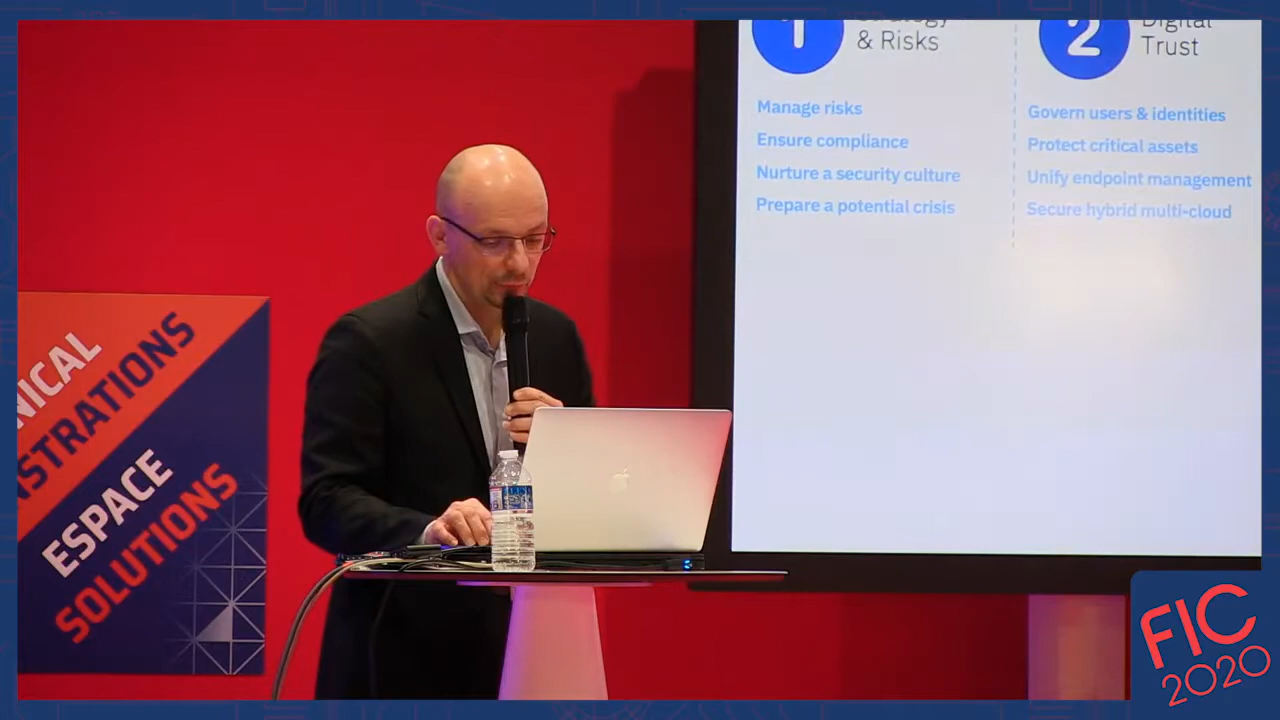 1
Strategy
& Risks
Manage risks
Ensure compliance
Nurture a security culture
Prepare a potential crisis
2
Digital
Trust
Govern users & identities
Protect critical assets
Unify endpoint management
Secure hybrid multi-cloud
NICAL
STRATIONS
ESPACE
SOLUTIONS
FIC
2020